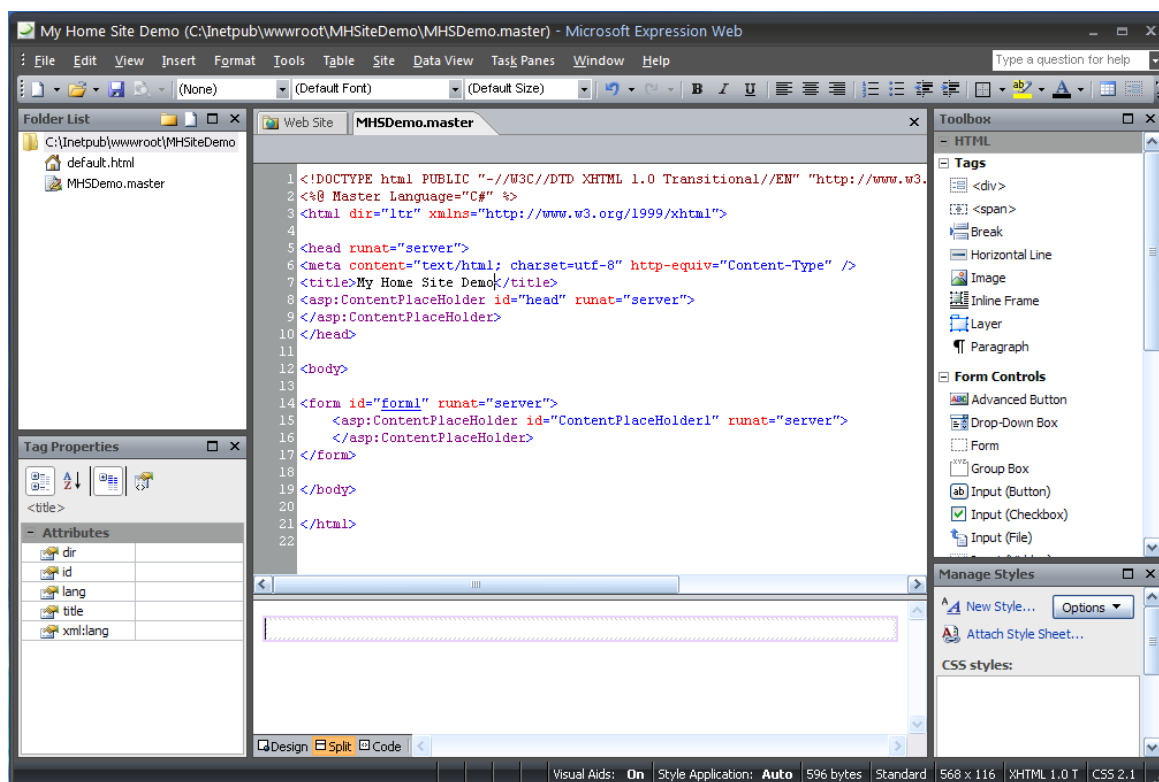 My Home Site Demo (C:\Inetpub\wwwroot\MHSiteDemo\MHSDemo.master) - Microsoft Expression Web
File Edit View Insert Format Tools Table Site Data View Task Panes Window Help
Type a question for help
(None) (Default Font) (Default Size) B I U
Folder List
C:\Inetpub\wwwroot\MHSiteDemo
default.html
MHSDemo.master
Tag Properties
<title>
Attributes
dir
id
lang
title
xml:lang
Web Site MHSDemo.master
1 <!DOCTYPE html PUBLIC "-//W3C//DTD XHTML 1.0 Transitional//EN" "http://www.w3.
2 <%@ Master Language="C#" %>
3 <html dir="ltr" xmlns="http://www.w3.org/1999/xhtml">
4
5 <head runat="server">
6 <meta content="text/html; charset=utf-8" http-equiv="Content-Type" />
7 <title>My Home Site Demo</title>
8 <asp:ContentPlaceHolder id="head" runat="server">
9 </asp:ContentPlaceHolder>
10 </head>
11
12 <body>
13
14 <form id="form1" runat="server">
15 <asp:ContentPlaceHolder id="ContentPlaceHolder1" runat="server">
16 </asp:ContentPlaceHolder>
17 </form>
18
19 </body>
20
21 </html>
22
Design Split Code
Toolbox
HTML
Tags
<div>
<span>
Break
Horizontal Line
Image
Inline Frame
Layer
Paragraph
Form Controls
Advanced Button
Drop-Down Box
Form
Group Box
Input (Button)
Input (Checkbox)
Input (File)
Manage Styles
New Style... Options
Attach Style Sheet...
CSS styles:
Visual Aids: On Style Application: Auto 596 bytes Standard 568 x 116 XHTML 1.0 T CSS 2.1